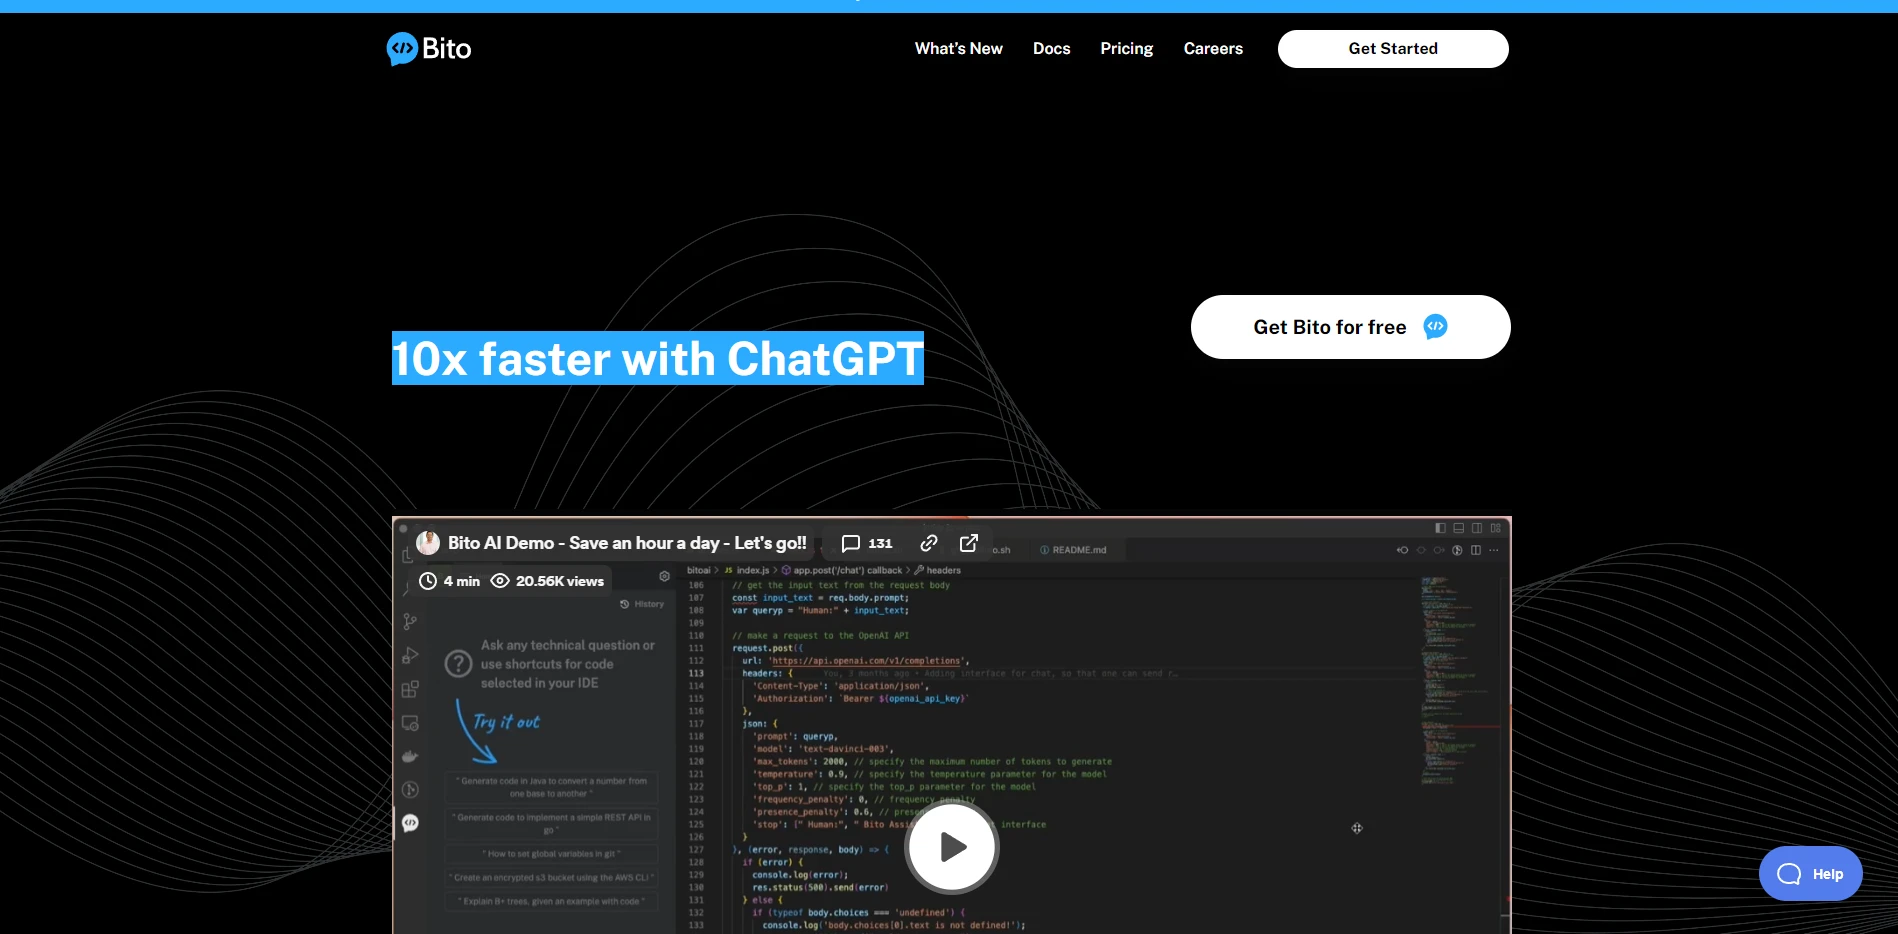 Bito
What's New
Docs
Pricing
Careers
Get Started
10x faster with ChatGPT
Get Bito for free
Bito AI Demo - Save an hour a day - Let's go!!
131
4 min
20.56K views
o.sh
README.md
bitoai > JS index.js > app.post('/chat') callback > headers
History
Ask any technical question or
use shortcuts for code
selected in your IDE
Try it out
" Generate code in Java to convert a number from
one base to another "
" Generate code to implement a simple REST API in
go "
" How to set global variables in git "
" Create an encrypted s3 bucket using the AWS CLI "
" Explain B+ trees, given an example with code "
106 // get the input text from the request body
107 const input_text = req.body.prompt;
108 var queryp = "Human:" + input_text;
109
110 // make a request to the OpenAI API
111 request.post({
112 url: 'https://api.openai.com/v1/completions',
113 headers: { You, 3 months ago • Adding interface for chat, so that one can send r…
114 'Content-Type': 'application/json',
115 'Authorization': `Bearer ${openai_api_key}`
116 },
117 json: {
118 'prompt': queryp,
119 'model': 'text-davinci-003',
120 'max_tokens': 2000, // specify the maximum number of tokens to generate
121 'temperature': 0.9, // specify the temperature parameter for the model
122 'top_p': 1, // specify the top_p parameter for the model
123 'frequency_penalty': 0, // frequency penalty
124 'presence_penalty': 0.6, // pres
125 'stop': [" Human:", " Bito Assi interface
126 }
127 }, (error, response, body) => {
128 if (error) {
129 console.log(error);
130 res.status(500).send(error)
131 } else {
132 if (typeof body.choices === 'undefined') {
133 console.log('body.choices[0].text is not defined!');
Help